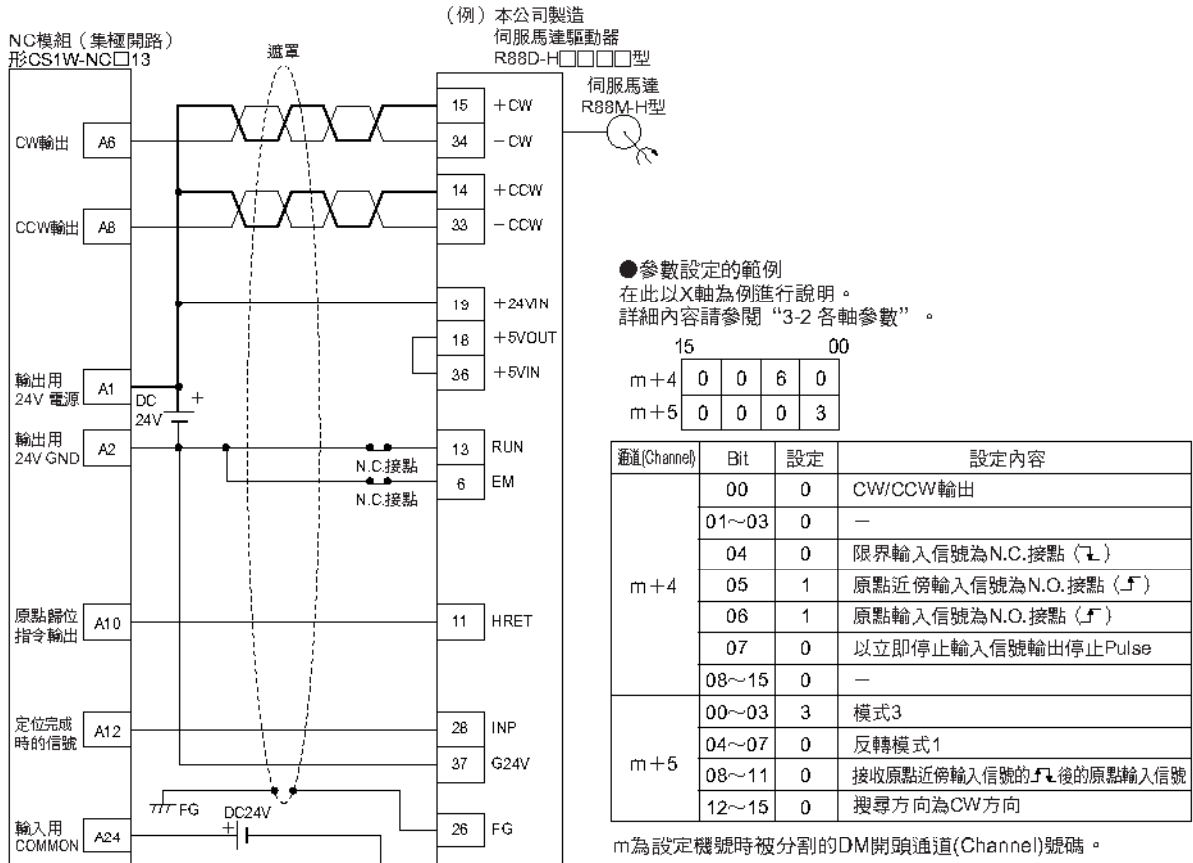 (例）本公司製造
伺服馬達驅動器
R88D-H□□□□型
NC模組（集極開路）
形CS1W-NC□13
遮罩
伺服馬達
R88M-H型
CW輸出
A6
15
+CW
34
－CW
CCW輸出
A8
14
+CCW
33
－CCW
19
+24VIN
18
+5VOUT
36
+5VIN
輸出用
24V 電源
A1
DC
24V
+
輸出用
24V GND
A2
N.C.接點
13
RUN
N.C.接點
6
EM
原點歸位
指令輸出
A10
11
HRET
定位完成
時的信號
A12
28
INP
37
G24V
FG
DC24V
+
26
FG
輸入用
COMMON
A24
●參數設定的範例
在此以X軸為例進行說明。
詳細內容請參閱“3-2 各軸參數”。
15 00
m+4 0 0 6 0
m+5 0 0 0 3
通道(Channel) Bit 設定 設定內容
m+4 00 0 CW/CCW輸出
01～03 0 －
04 0 限界輸入信號為N.C.接點（）
05 1 原點近傍輸入信號為N.O.接點（）
06 1 原點輸入信號為N.O.接點（）
07 0 以立即停止輸入信號輸出停止Pulse
08～15 0 －
m+5 00～03 3 模式3
04～07 0 反轉模式1
08～11 0 接收原點近傍輸入信號的後的原點輸入信號
12～15 0 搜尋方向為CW方向
m為設定機號時被分割的DM開頭通道(Channel)號碼。